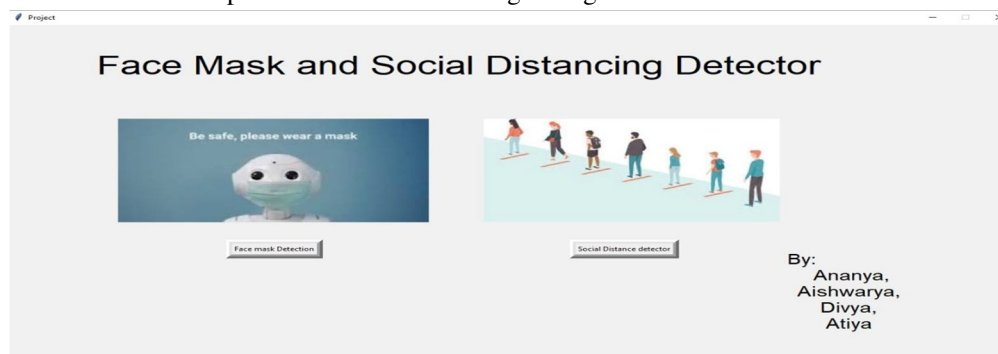 Project
Face Mask and Social Distancing Detector
Be safe, please wear a mask
Face mask Detection
Social Distance detector
By:
Ananya,
Aishwarya,
Divya,
Atiya